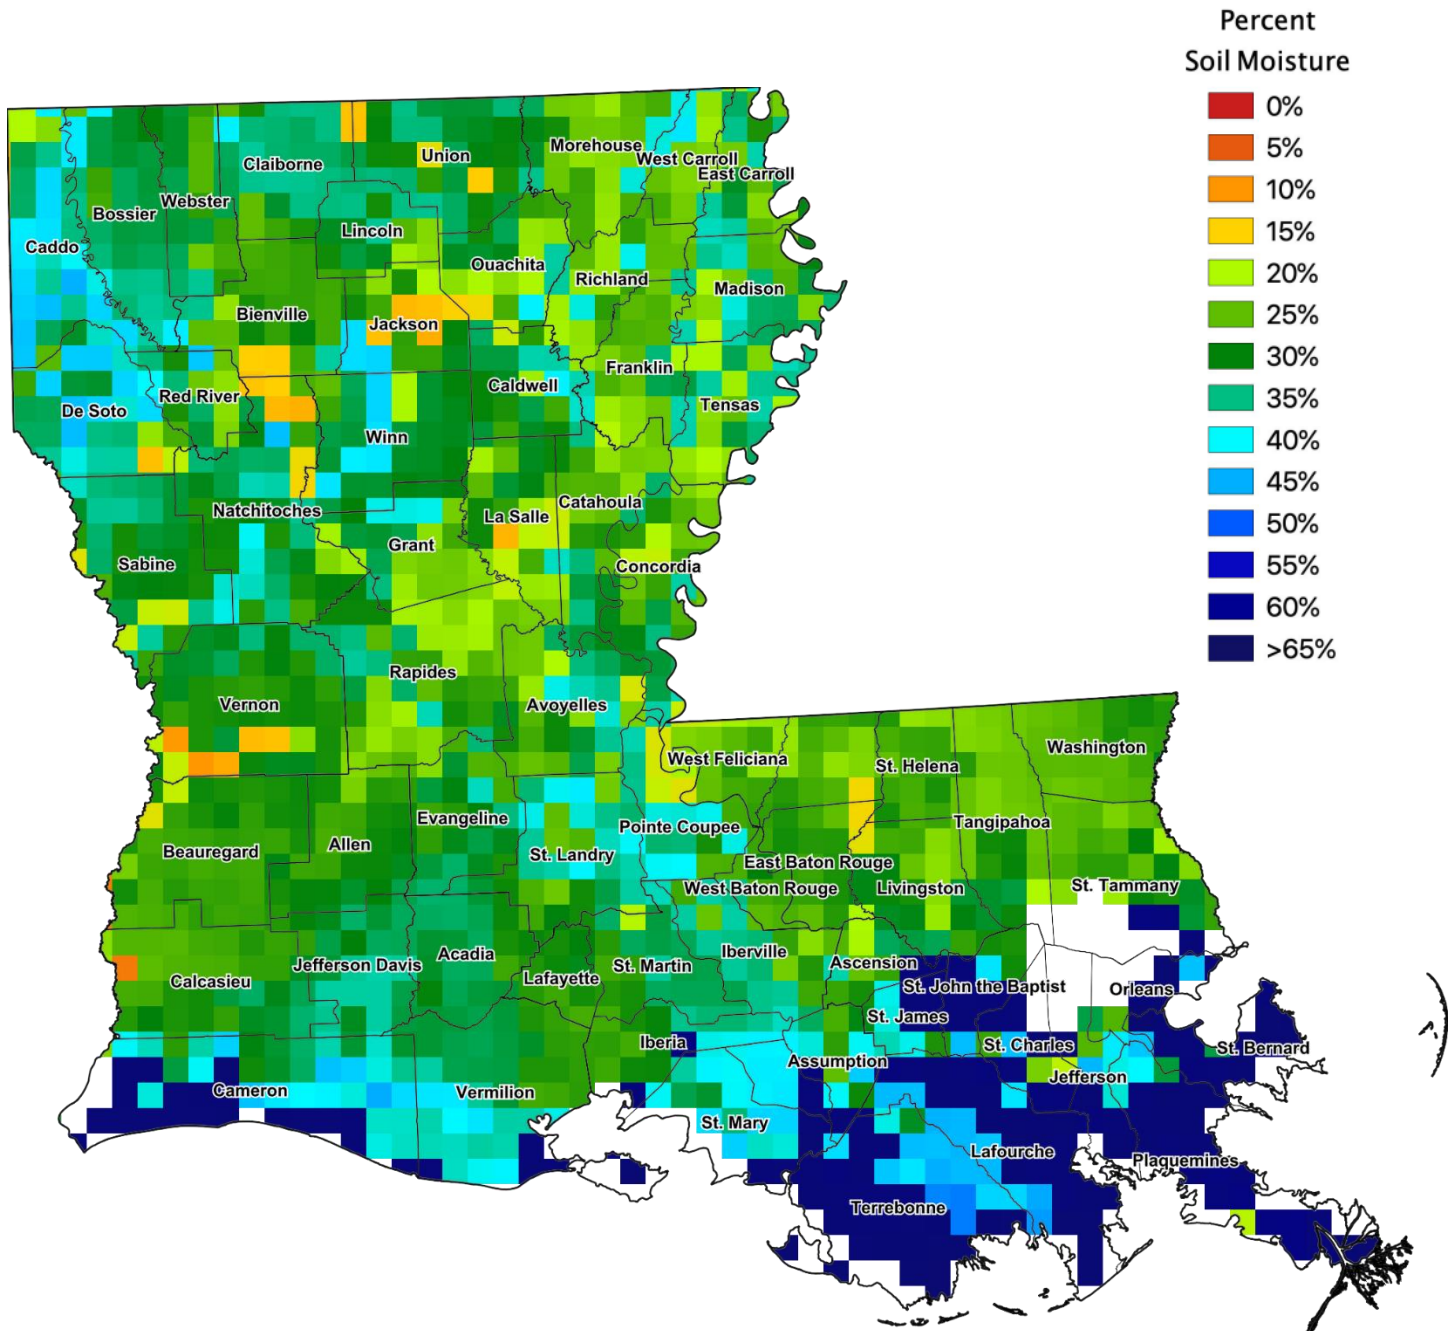 Percent
Soil Moisture
0%
5%
10%
15%
20%
25%
30%
35%
40%
45%
50%
55%
60%
>65%
Morehouse
Union
West Carroll
Claiborne
East Carroll
Webster
Bossier
Lincoln
Caddo
Ouachita
Richland
Madison
Bienville
Jackson
Franklin
Caldwell
Red River
Tensas
De Soto
Winn
Catahoula
Natchitoches
La Salle
Grant
Sabine
Concordia
Rapides
Vernon
Avoyelles
Washington
West Feliciana
St. Helena
Evangeline
Tangipahoa
Pointe Coupee
Allen
Beauregard
St. Landry
East Baton Rouge
St. Tammany
West Baton Rouge
Livingston
Iberville
Acadia
Ascension
Jefferson Davis
St. Martin
Lafayette
Calcasieu
St. John the Baptist
Orleans
St. James
Iberia
St. Charles
St. Bernard
Assumption
Jefferson
Cameron
Vermilion
St. Mary
Lafourche
Plaquemines
Terrebonne